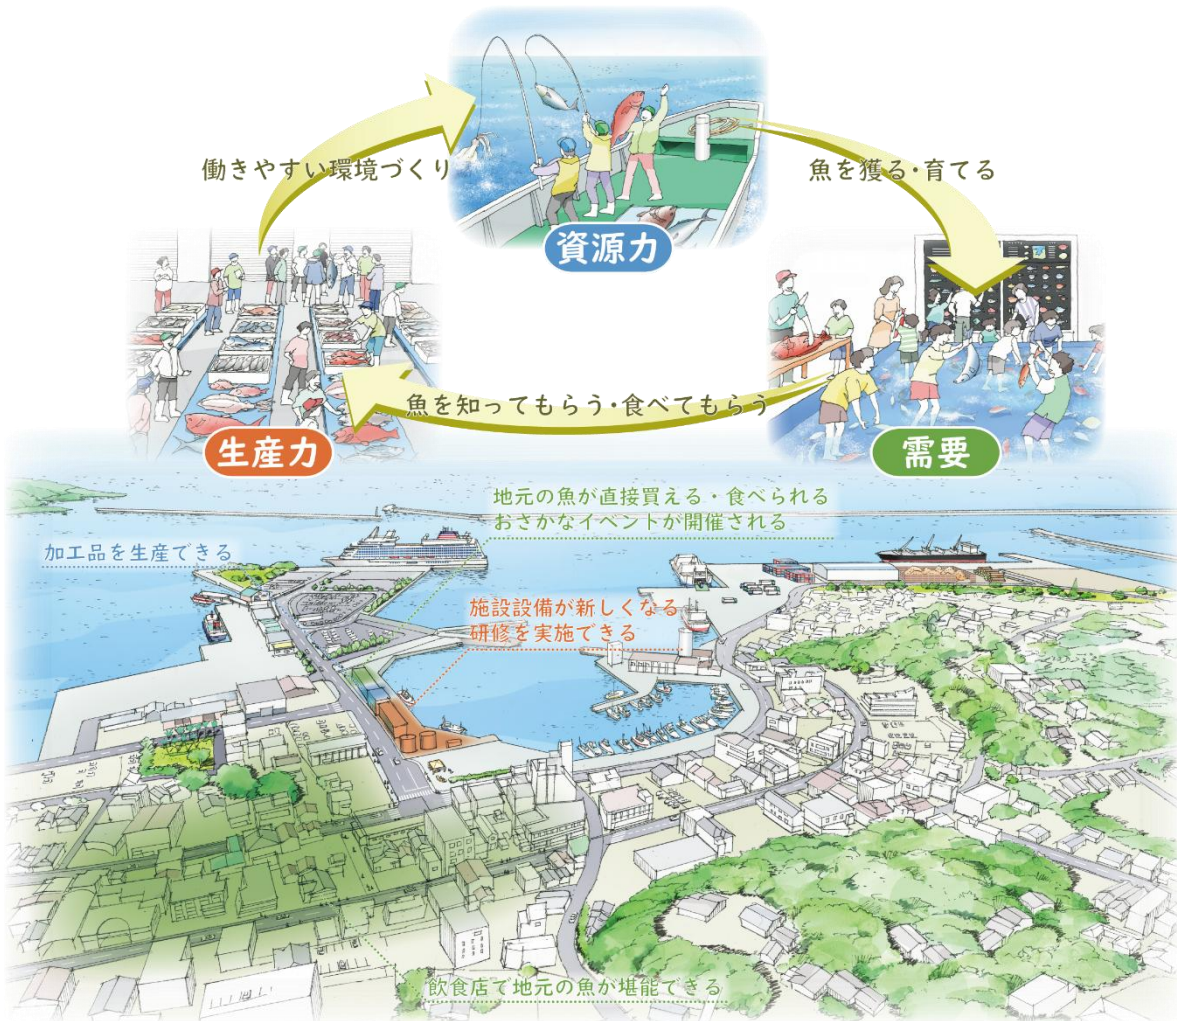 働きやすい環境づくり
魚を獲る・育てる
資源力
魚を知ってもらう・食べてもらう
生産力
需要
地元の魚が直接買える・食べられる
おさかなイベントが開催される
加工品を生産できる
施設設備が新しくなる
研修を実施できる
飲食店で地元の魚が堪能できる